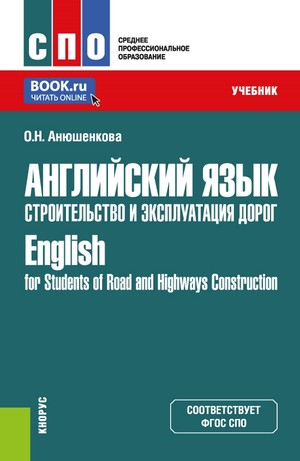 СПО
СРЕДНЕЕ
ПРОФЕССИОНАЛЬНОЕ
ОБРАЗОВАНИЕ
BOOK.ru
ЧИТАТЬ ONLINE
УЧЕБНИК
О.Н. Анюшенкова
АНГЛИЙСКИЙ ЯЗЫК
СТРОИТЕЛЬСТВО И ЭКСПЛУАТАЦИЯ ДОРОГ
English
for Students of Road and Highways Construction
КНОРУС
СООТВЕТСТВУЕТ
ФГОС СПО